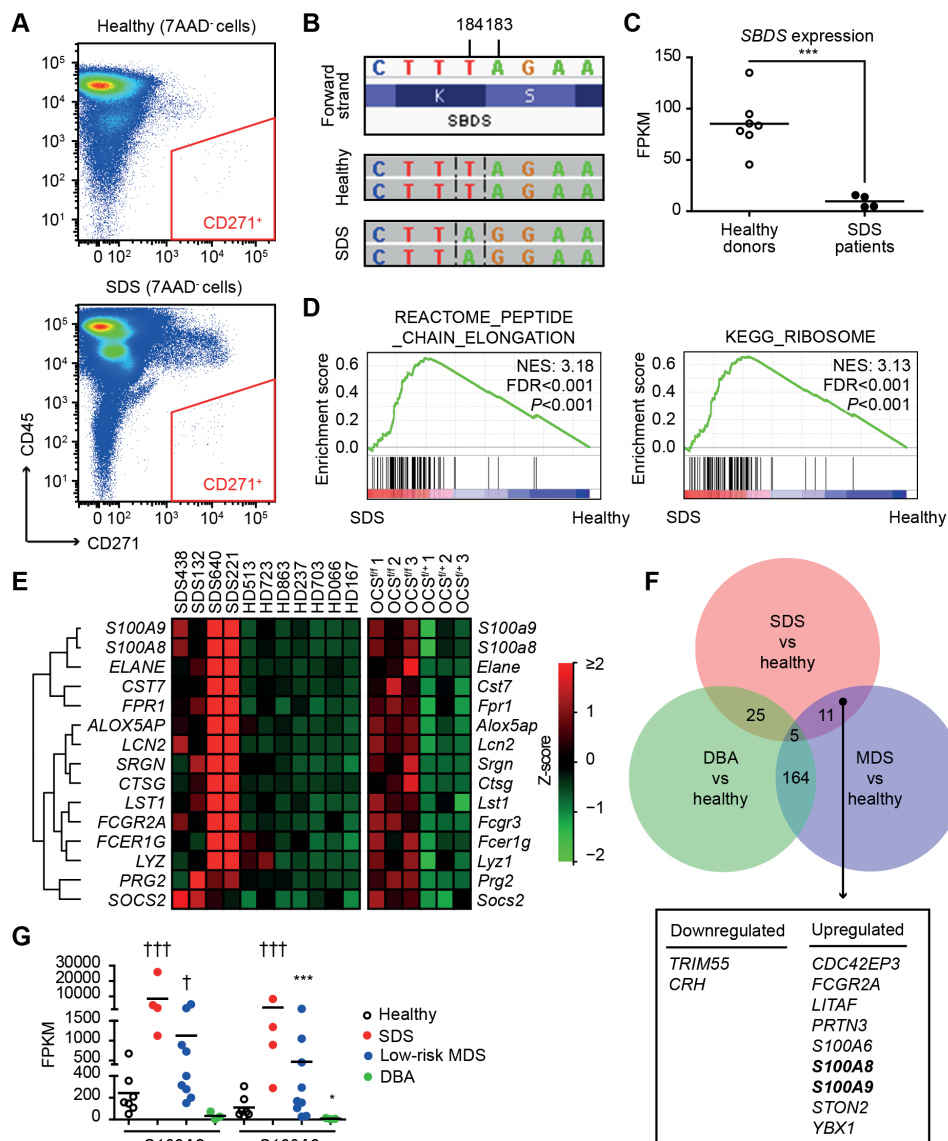 A
Healthy (7AAD- cells)
10⁵
10⁴
10³
10²
10¹
CD271⁺
0 10² 10³ 10⁴ 10⁵
SDS (7AAD- cells)
10⁵
10⁴
10³
10²
10¹
CD271⁺
0 10² 10³ 10⁴ 10⁵
CD45
CD271
B
184 183
Forward strand
C T T T A G A A
K S
SBDS
Healthy
C T T T A G A A
C T T T A G A A
SDS
C T T A G G A A
C T T A G G A A
C
SBDS expression
***
FPKM
150
100
50
0
Healthy donors
SDS patients
D
REACTOME_PEPTIDE
_CHAIN_ELONGATION
Enrichment score
0.6
0.4
0.2
0.0
NES: 3.18
FDR<0.001
P<0.001
SDS Healthy
KEGG_RIBOSOME
Enrichment score
0.6
0.4
0.2
0.0
NES: 3.13
FDR<0.001
P<0.001
SDS Healthy
E
SDS438 SDS132 SDS640 SDS221 HD513 HD723 HD863 HD237 HD703 HD066 HD167
OCSᶠ/ᶠ 1 OCSᶠ/ᶠ 2 OCSᶠ/ᶠ 3 OCSᶠ/⁺ 1 OCSᶠ/⁺ 2 OCSᶠ/⁺ 3
S100A9 S100a9
S100A8 S100a8
ELANE Elane
CST7 Cst7
FPR1 Fpr1
ALOX5AP Alox5ap
LCN2 Lcn2
SRGN Srgn
CTSG Ctsg
LST1 Lst1
FCGR2A Fcgr3
FCER1G Fcer1g
LYZ Lyz1
PRG2 Prg2
SOCS2 Socs2
Z-score
≥2
1
0
−1
−2
F
SDS
vs
healthy
25
11
5
DBA
vs
healthy
164
MDS
vs
healthy
Downregulated
TRIM55
CRH
Upregulated
CDC42EP3
FCGR2A
LITAF
PRTN3
S100A6
S100A8
S100A9
STON2
YBX1
G
††† † ††† *** *
FPKM
30000
20000
10000
1500
1000
500
400
200
0
Healthy
SDS
Low-risk MDS
DBA